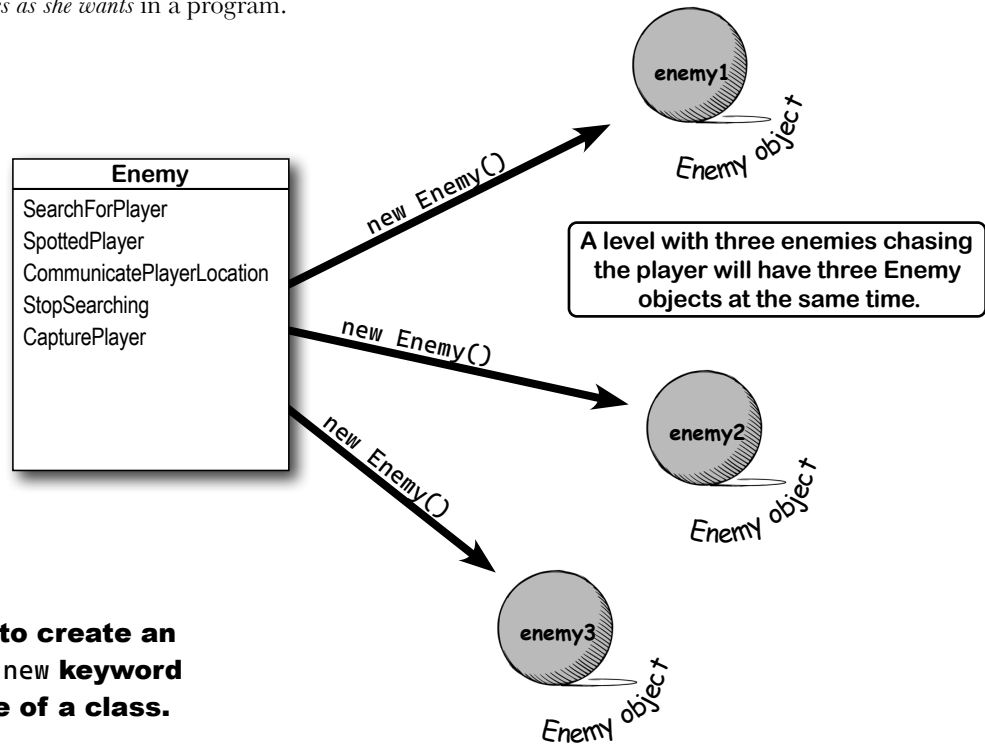 as she wants in a program.
enemy1
Enemy object
new Enemy()
Enemy
SearchForPlayer
SpottedPlayer
CommunicatePlayerLocation
StopSearching
CapturePlayer
A level with three enemies chasing
the player will have three Enemy
objects at the same time.
new Enemy()
enemy2
Enemy object
new Enemy()
enemy3
Enemy object
to create an
new keyword
of a class.